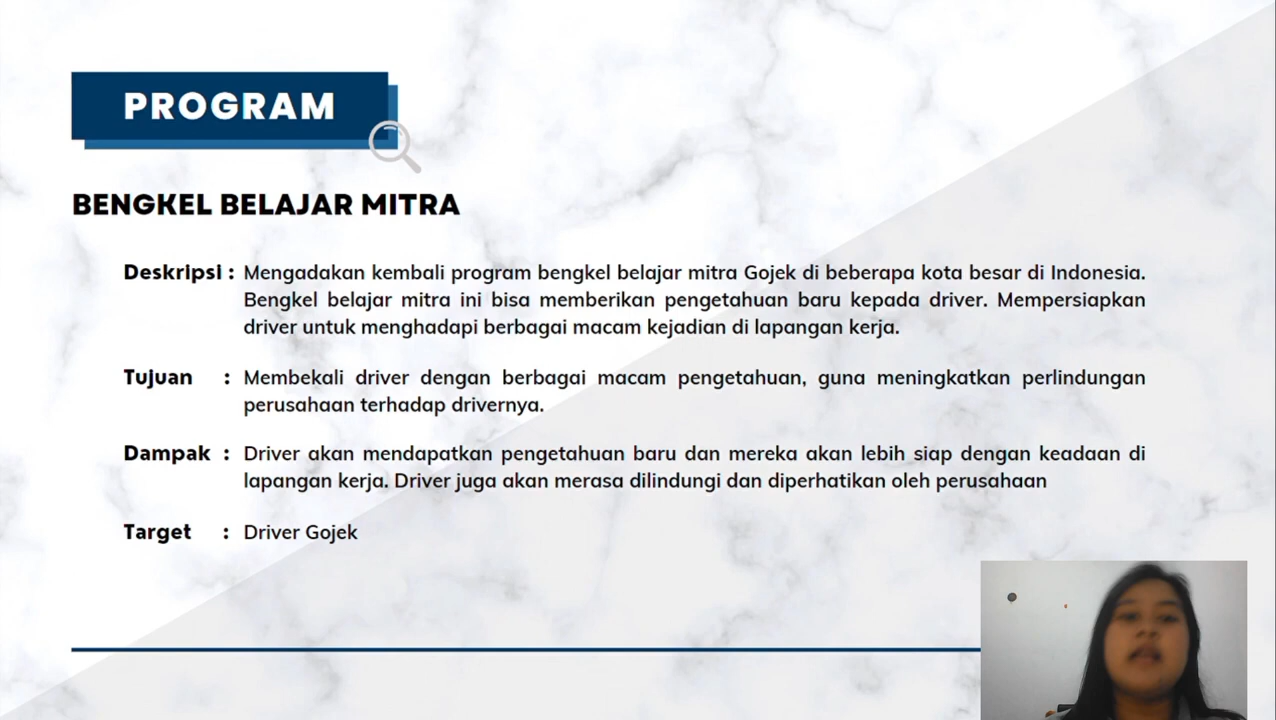 PROGRAM
BENGKEL BELAJAR MITRA
Deskripsi : Mengadakan kembali program bengkel belajar mitra Gojek di beberapa kota besar di Indonesia.
Bengkel belajar mitra ini bisa memberikan pengetahuan baru kepada driver. Mempersiapkan
driver untuk menghadapi berbagai macam kejadian di lapangan kerja.
Tujuan : Membekali driver dengan berbagai macam pengetahuan, guna meningkatkan perlindungan
perusahaan terhadap drivernya.
Dampak : Driver akan mendapatkan pengetahuan baru dan mereka akan lebih siap dengan keadaan di
lapangan kerja. Driver juga akan merasa dilindungi dan diperhatikan oleh perusahaan
Target : Driver Gojek